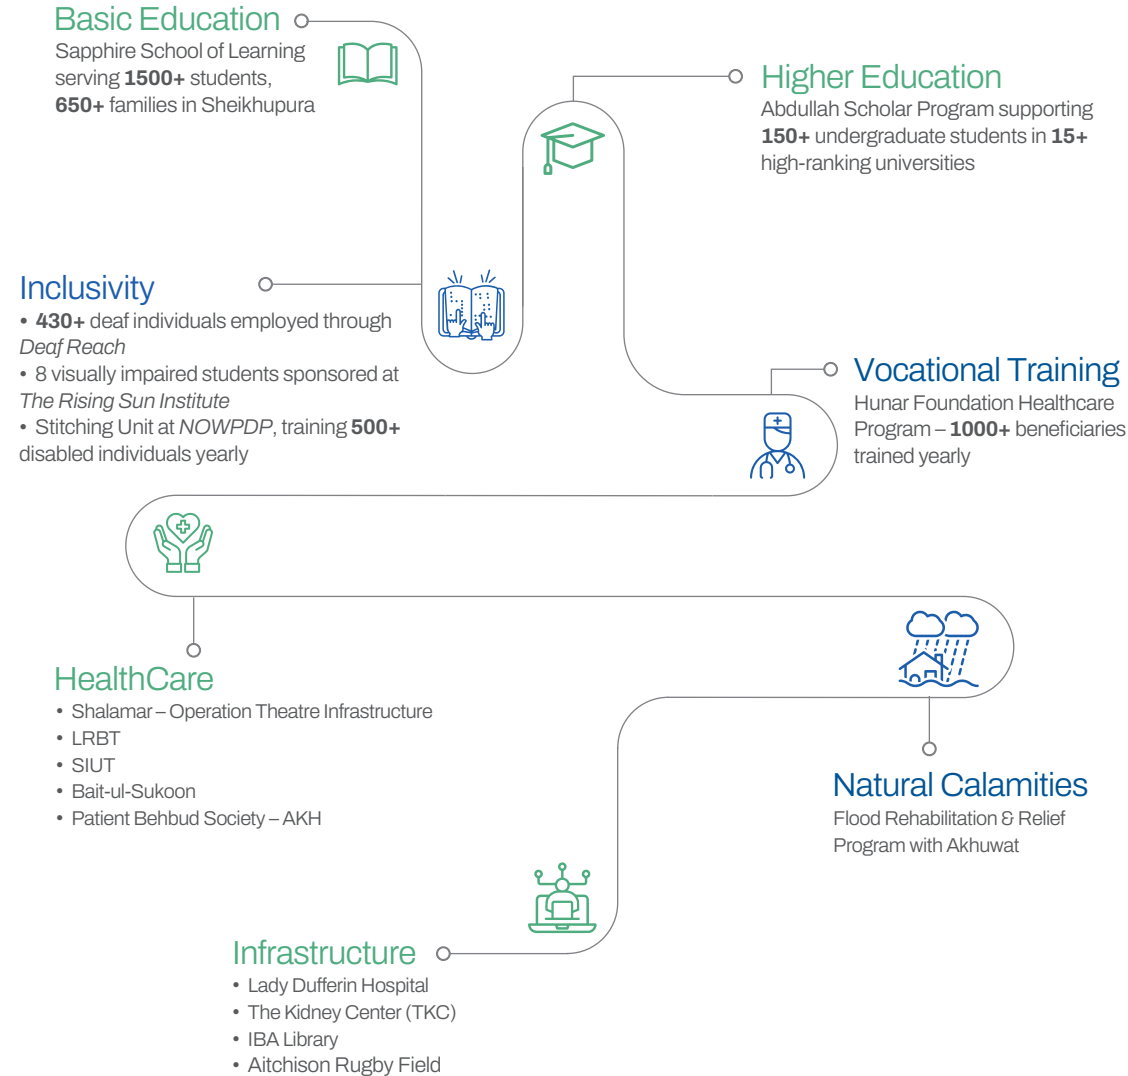 Basic Education
Sapphire School of Learning
serving 1500+ students,
650+ families in Sheikhupura
Higher Education
Abdullah Scholar Program supporting
150+ undergraduate students in 15+
high-ranking universities
Inclusivity
• 430+ deaf individuals employed through
Deaf Reach
• 8 visually impaired students sponsored at
The Rising Sun Institute
• Stitching Unit at NOWPDP, training 500+
disabled individuals yearly
Vocational Training
Hunar Foundation Healthcare
Program – 1000+ beneficiaries
trained yearly
HealthCare
• Shalamar – Operation Theatre Infrastructure
• LRBT
• SIUT
• Bait-ul-Sukoon
• Patient Behbud Society – AKH
Natural Calamities
Flood Rehabilitation & Relief
Program with Akhuwat
Infrastructure
• Lady Dufferin Hospital
• The Kidney Center (TKC)
• IBA Library
• Aitchison Rugby Field